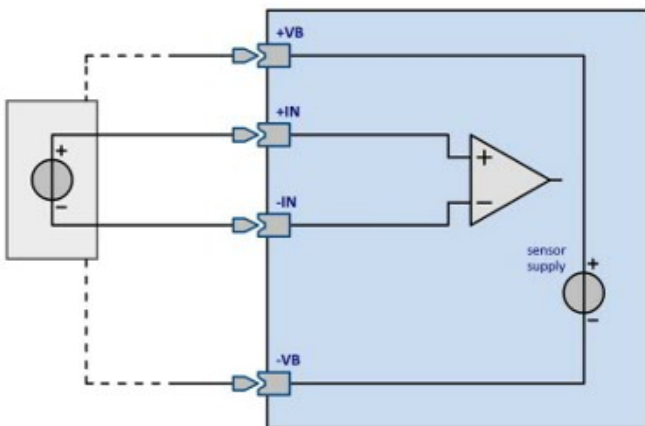 +VB
+IN
+
+
−
-IN
−
sensor
supply
+
−
-VB